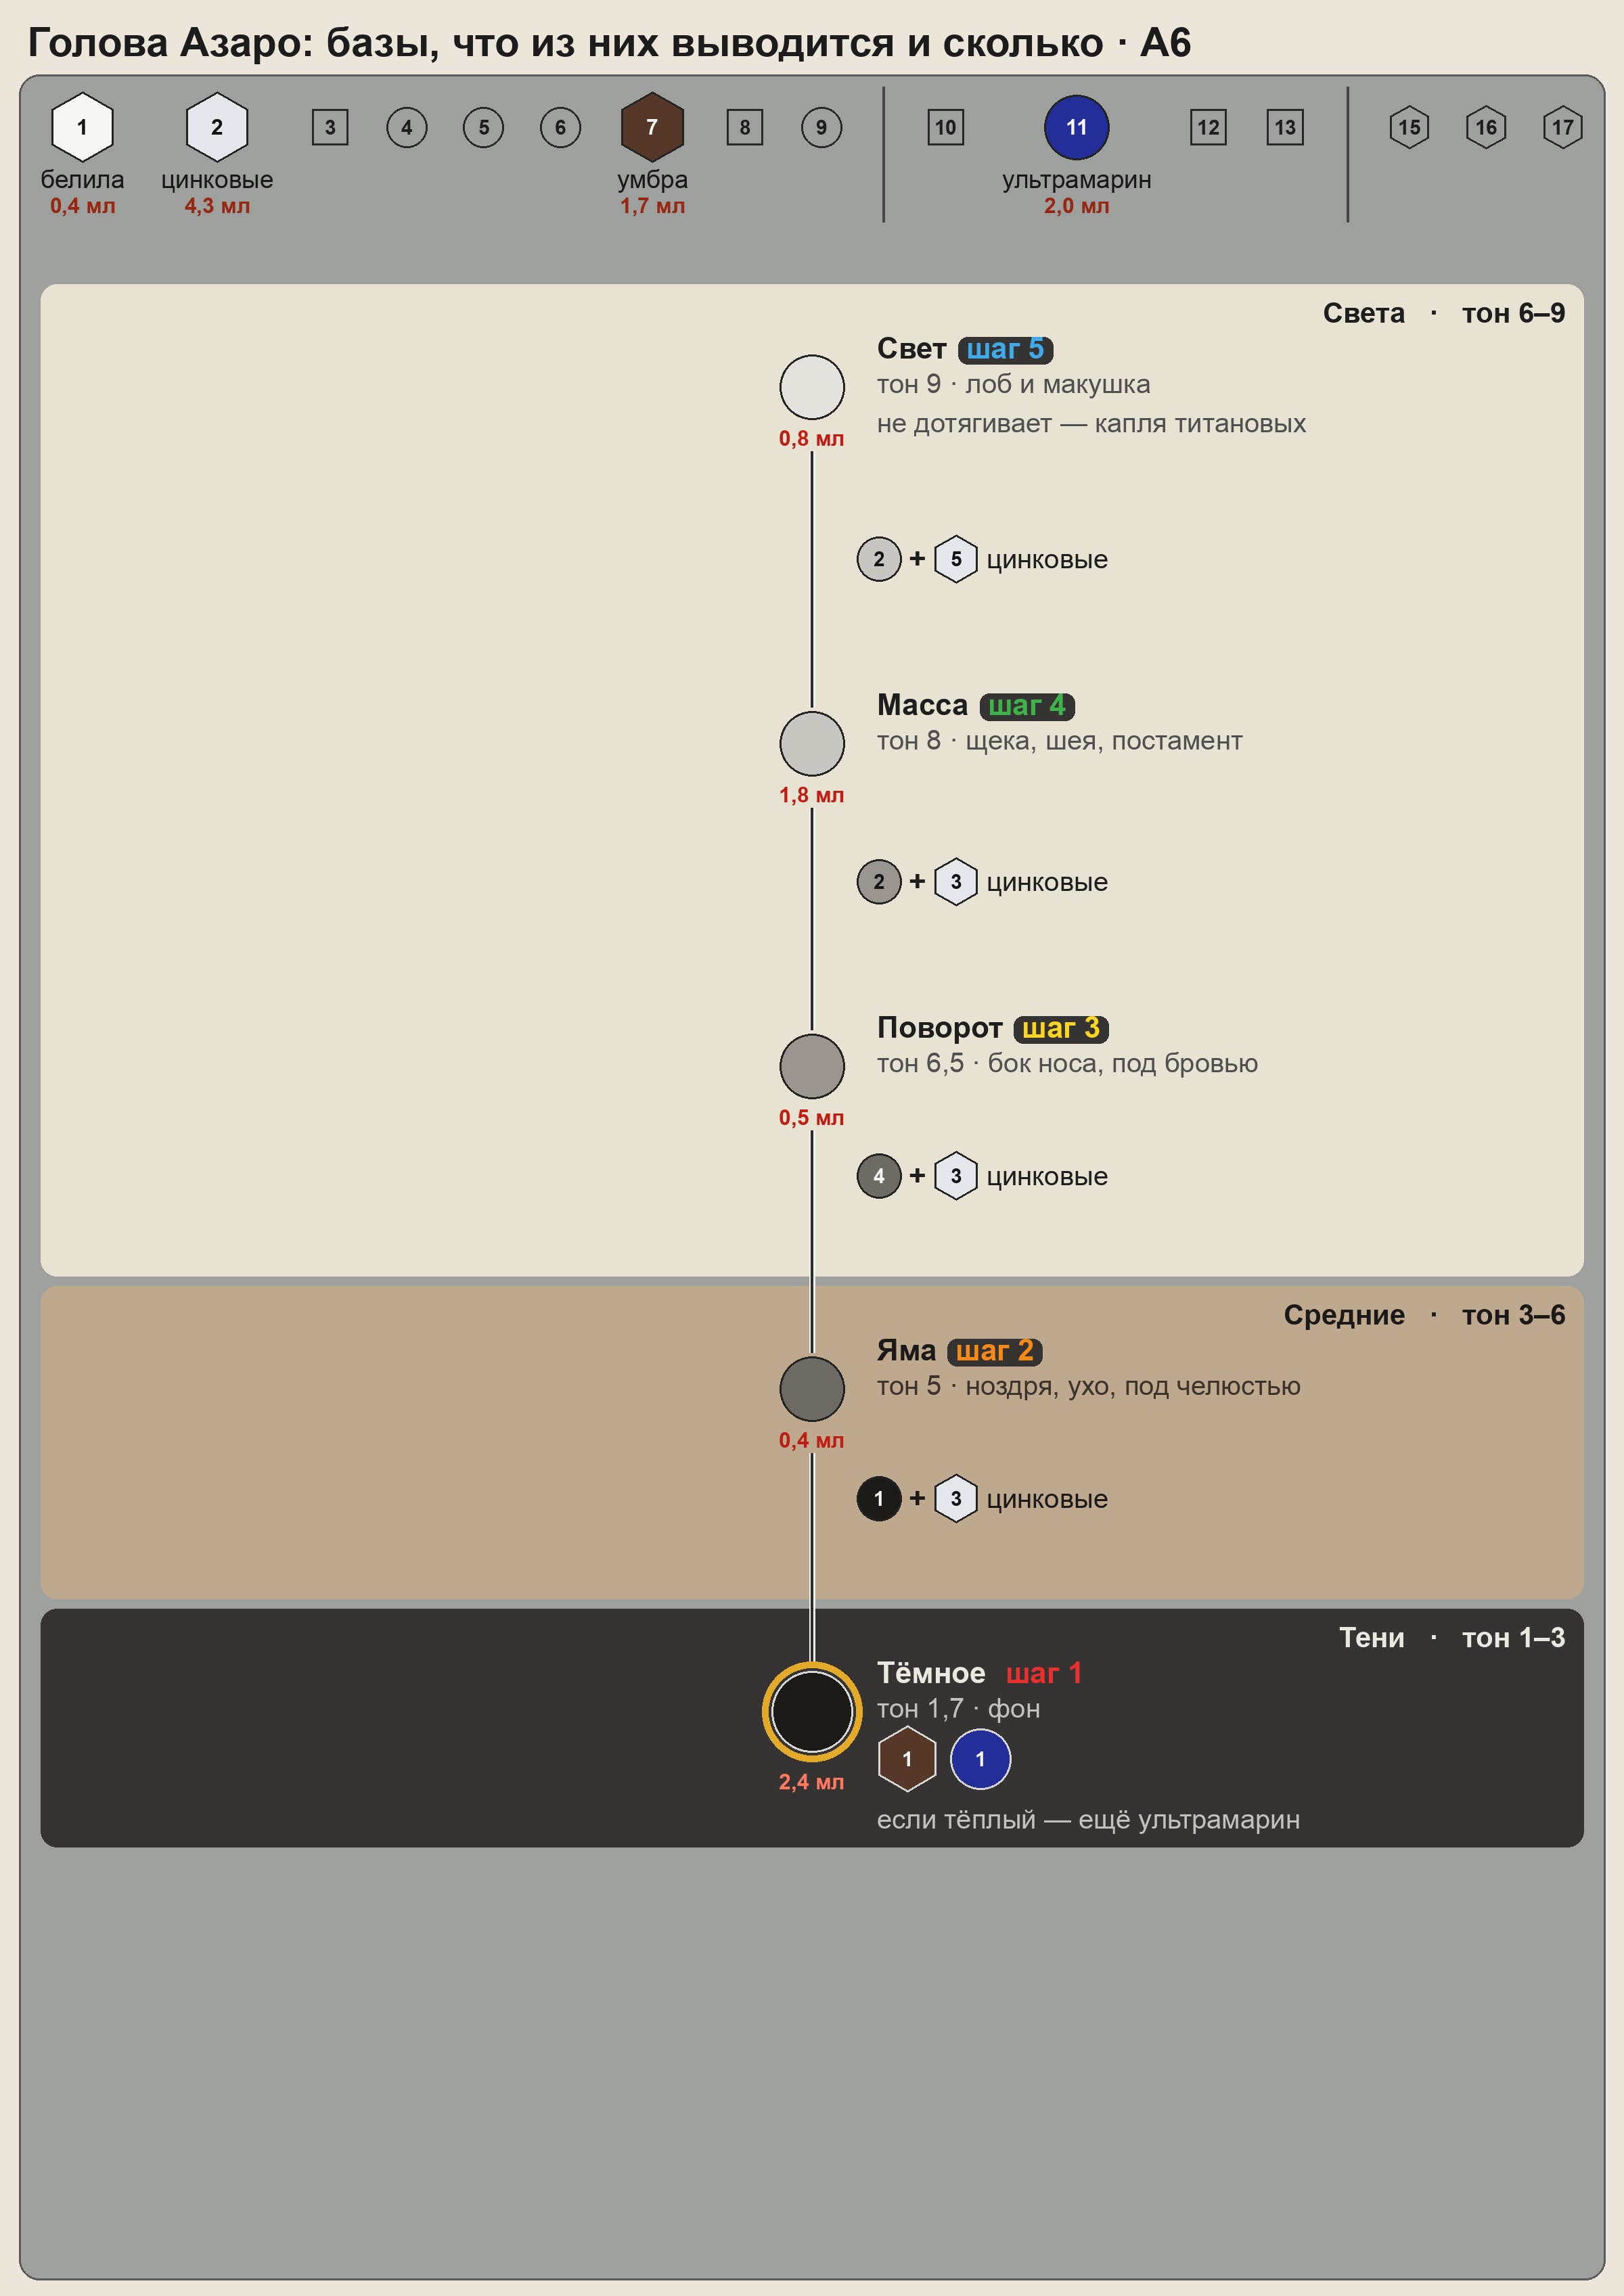 Голова Азаро: базы, что из них выводится и сколько · А6
1 2 3 4 5 6 7 8 9 10 11 12 13 15 16 17
белила цинковые умбра ультрамарин
0,4 мл 4,3 мл 1,7 мл 2,0 мл
Света · тон 6–9
Свет шаг 5
тон 9 · лоб и макушка
не дотягивает — капля титановых
0,8 мл
2 + 5 цинковые
Масса шаг 4
тон 8 · щека, шея, постамент
1,8 мл
2 + 3 цинковые
Поворот шаг 3
тон 6,5 · бок носа, под бровью
0,5 мл
4 + 3 цинковые
Средние · тон 3–6
Яма шаг 2
тон 5 · ноздря, ухо, под челюстью
0,4 мл
1 + 3 цинковые
Тени · тон 1–3
Тёмное шаг 1
тон 1,7 · фон
1 1
2,4 мл
если тёплый — ещё ультрамарин